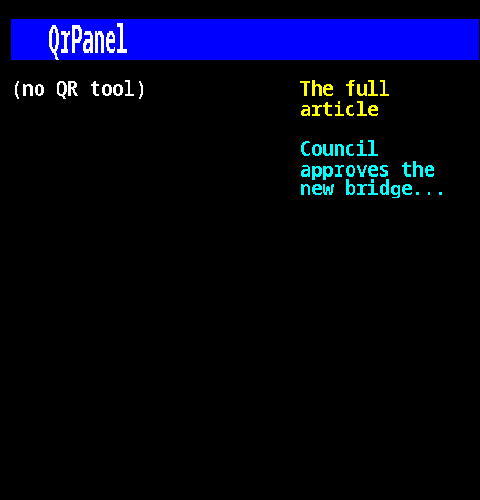 QrPanel
(no QR tool)
The full
article
Council
approves the
new bridge...